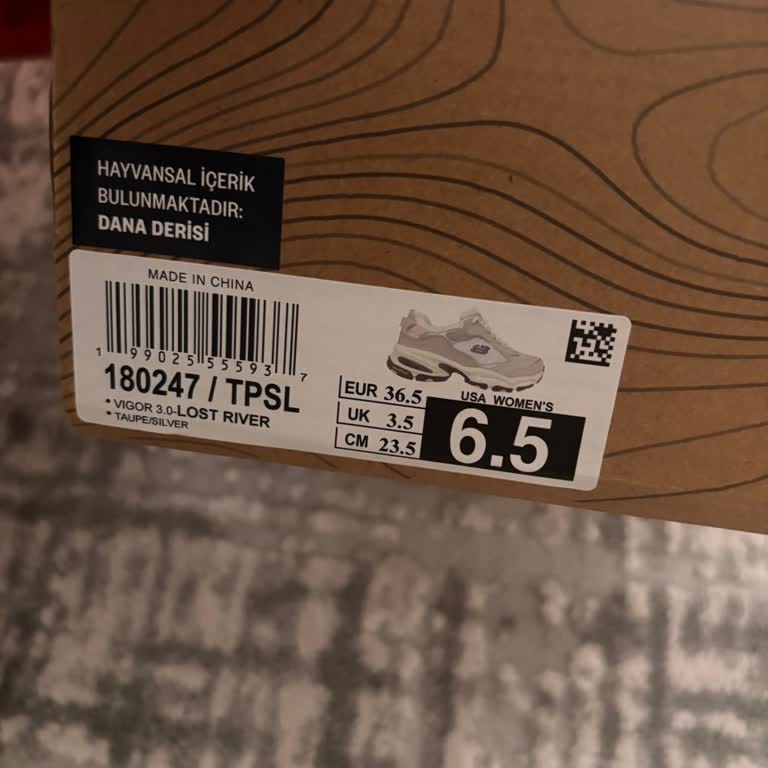 HAYVANSAL İÇERİK
BULUNMAKTADIR:
DANA DERİSİ
MADE IN CHINA
1 99025 55593 7
180247 / TPSL
• VIGOR 3.0-LOST RIVER
• TAUPE/SILVER
EUR 36.5
UK 3.5
CM 23.5
USA WOMEN'S
6.5